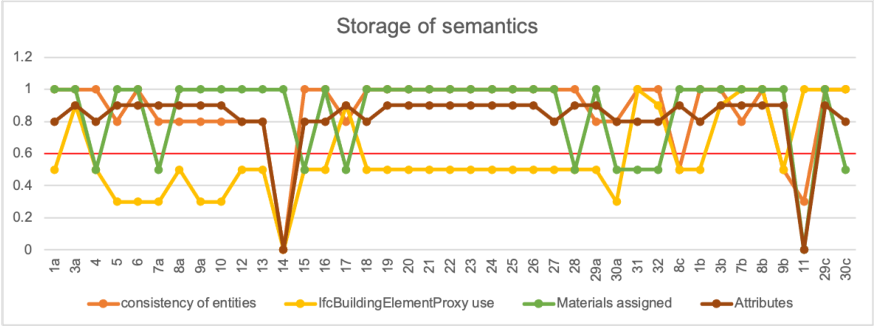 Storage of semantics
1.2
1
0.8
0.6
0.4
0.2
0
1a 3a 4 5 6 7a 8a 9a 10 12 13 14 15 16 17 18 19 20 21 22 23 24 25 26 27 28 29a 30a 31 32 8c 1b 3b 7b 8b 9b 11 29c 30c
consistency of entities IfcBuildingElementProxy use Materials assigned Attributes